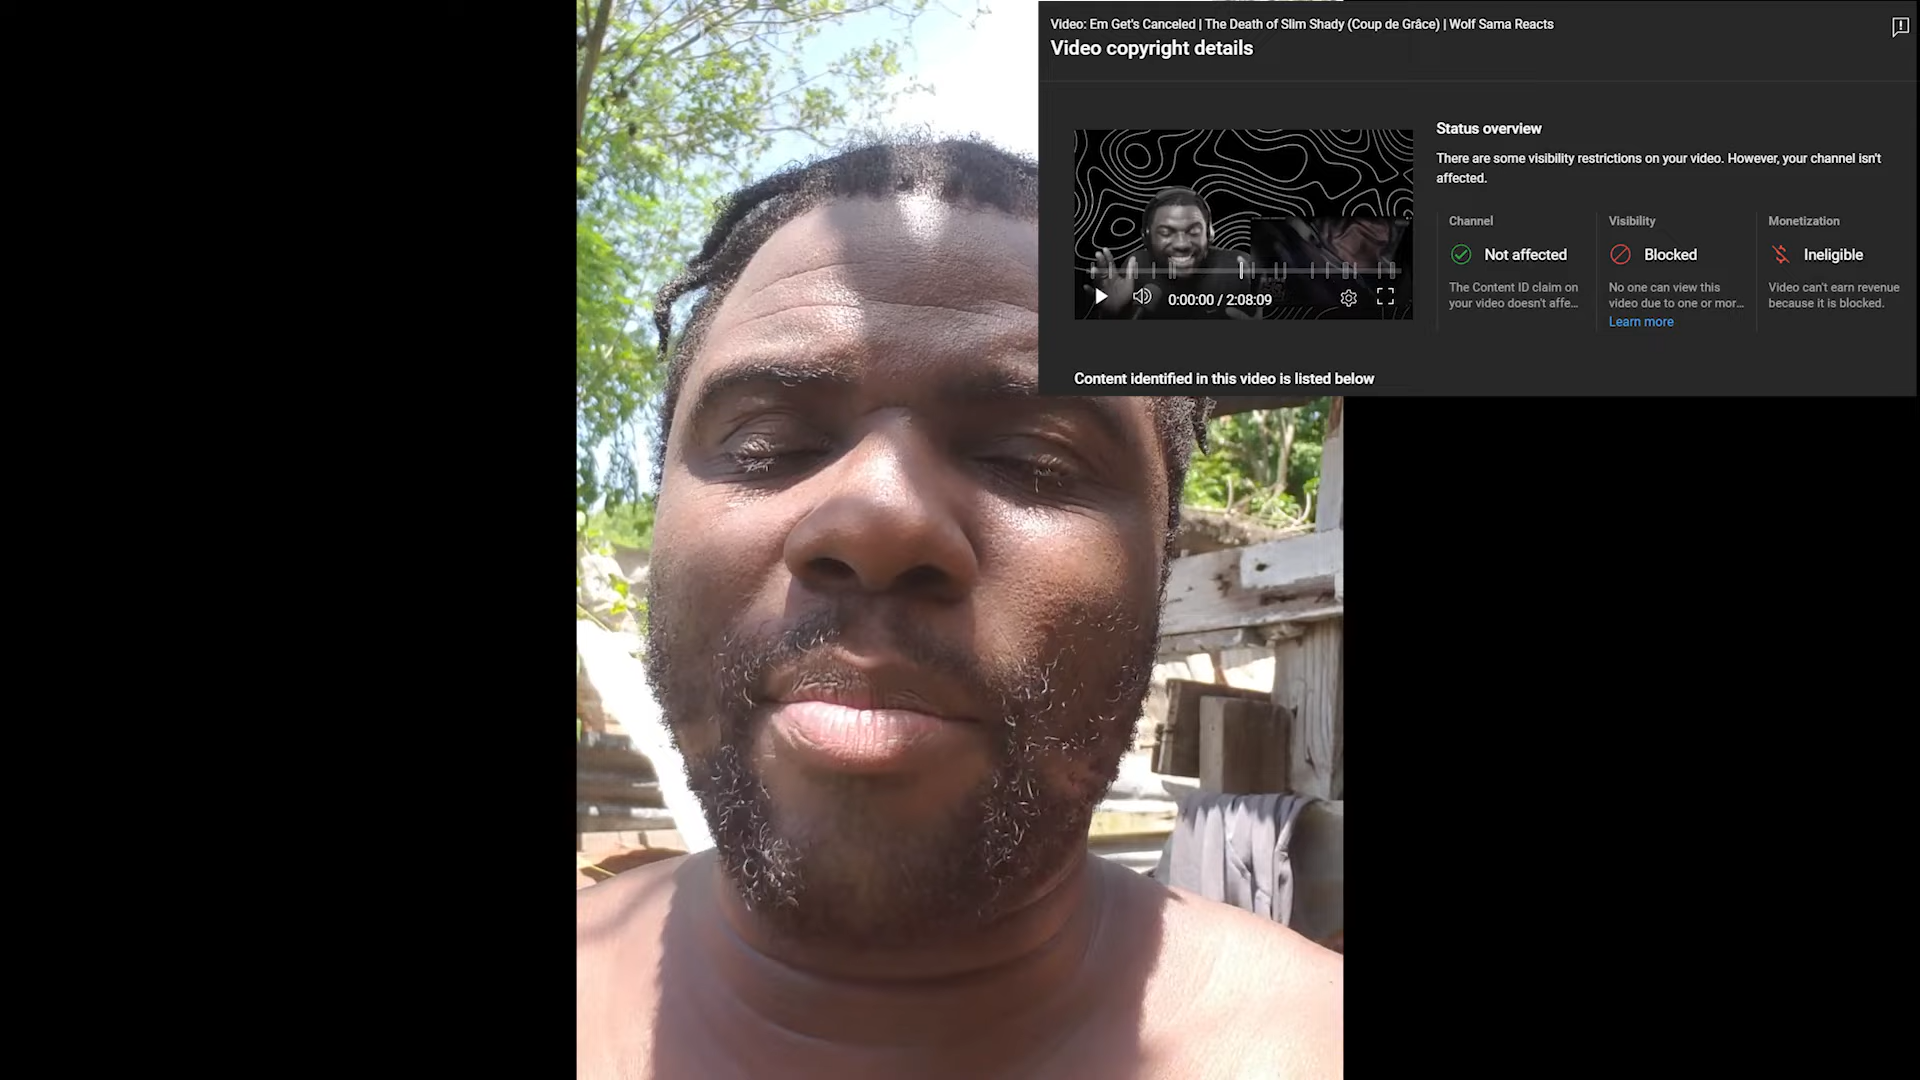 Video: Em Get's Canceled | The Death of Slim Shady (Coup de Grâce) | Wolf Sama Reacts
Video copyright details
Status overview
There are some visibility restrictions on your video. However, your channel isn't
affected.
Channel
Not affected
The Content ID claim on
your video doesn't affe...
Visibility
Blocked
No one can view this
video due to one or mor...
Learn more
Monetization
Ineligible
Video can't earn revenue
because it is blocked.
0:00:00 / 2:08:09
Content identified in this video is listed below